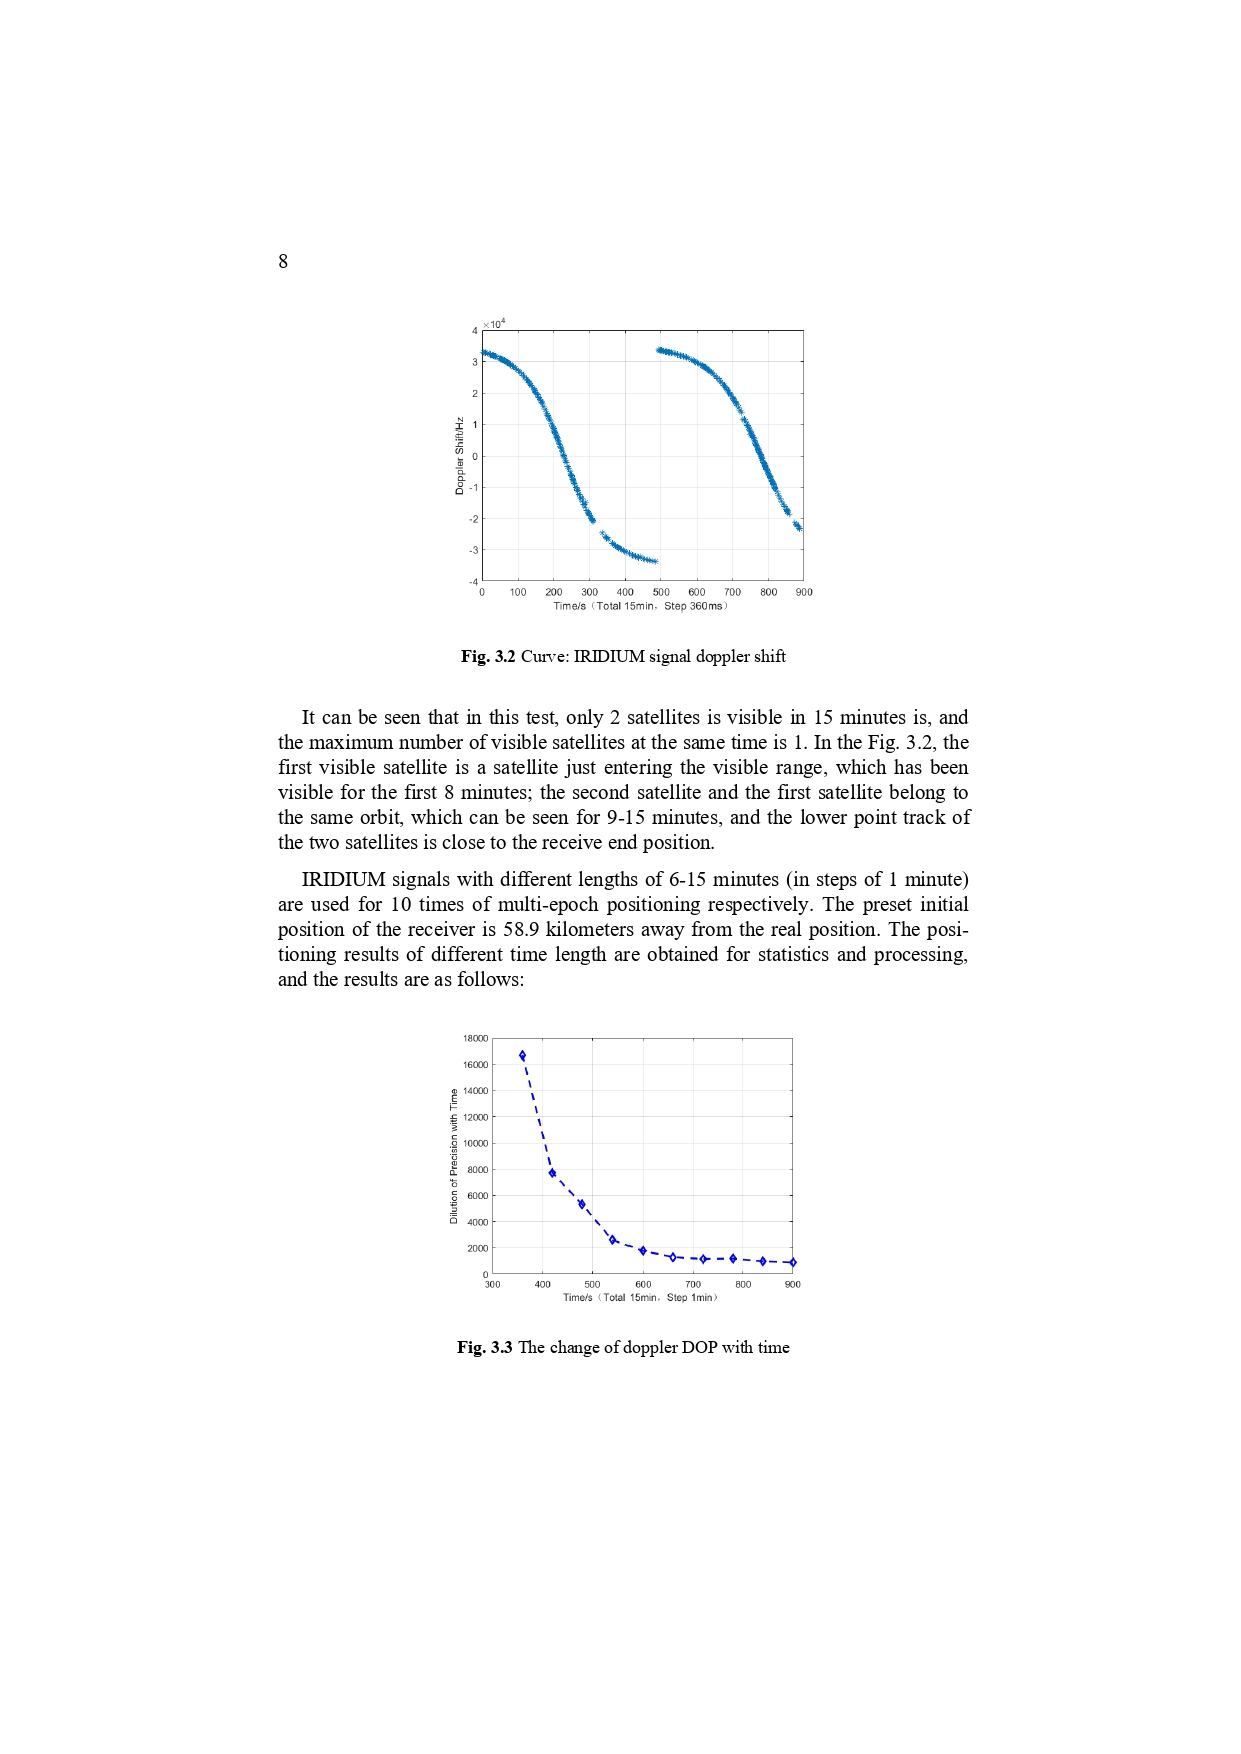 8
×10⁴
4
3
2
1
0
-1
-2
-3
-4
Doppler Shift/Hz
0 100 200 300 400 500 600 700 800 900
Time/s（Total 15min，Step 360ms）
Fig. 3.2 Curve: IRIDIUM signal doppler shift
It can be seen that in this test, only 2 satellites is visible in 15 minutes is, and
the maximum number of visible satellites at the same time is 1. In the Fig. 3.2, the
first visible satellite is a satellite just entering the visible range, which has been
visible for the first 8 minutes; the second satellite and the first satellite belong to
the same orbit, which can be seen for 9-15 minutes, and the lower point track of
the two satellites is close to the receive end position.
IRIDIUM signals with different lengths of 6-15 minutes (in steps of 1 minute)
are used for 10 times of multi-epoch positioning respectively. The preset initial
position of the receiver is 58.9 kilometers away from the real position. The posi-
tioning results of different time length are obtained for statistics and processing,
and the results are as follows:
18000
16000
14000
12000
10000
8000
6000
4000
2000
0
Dilution of Precision with Time
300 400 500 600 700 800 900
Time/s（Total 15min，Step 1min）
Fig. 3.3 The change of doppler DOP with time